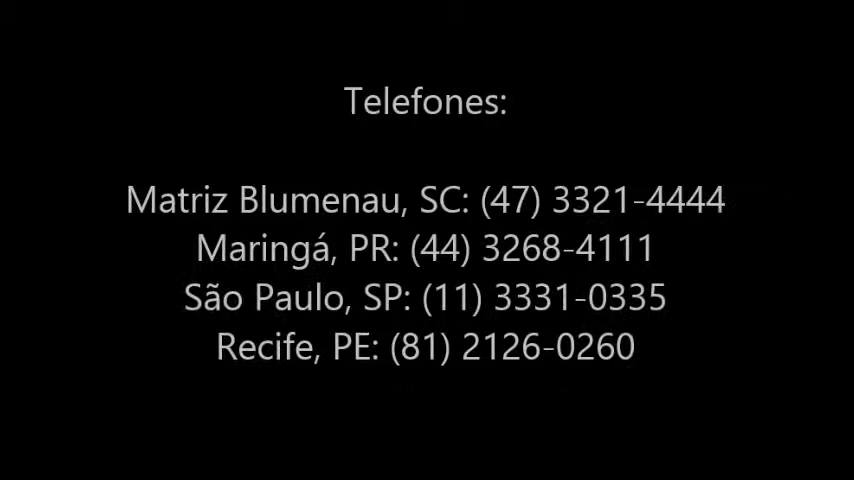 Telefones:
Matriz Blumenau, SC: (47) 3321-4444
Maringá, PR: (44) 3268-4111
São Paulo, SP: (11) 3331-0335
Recife, PE: (81) 2126-0260